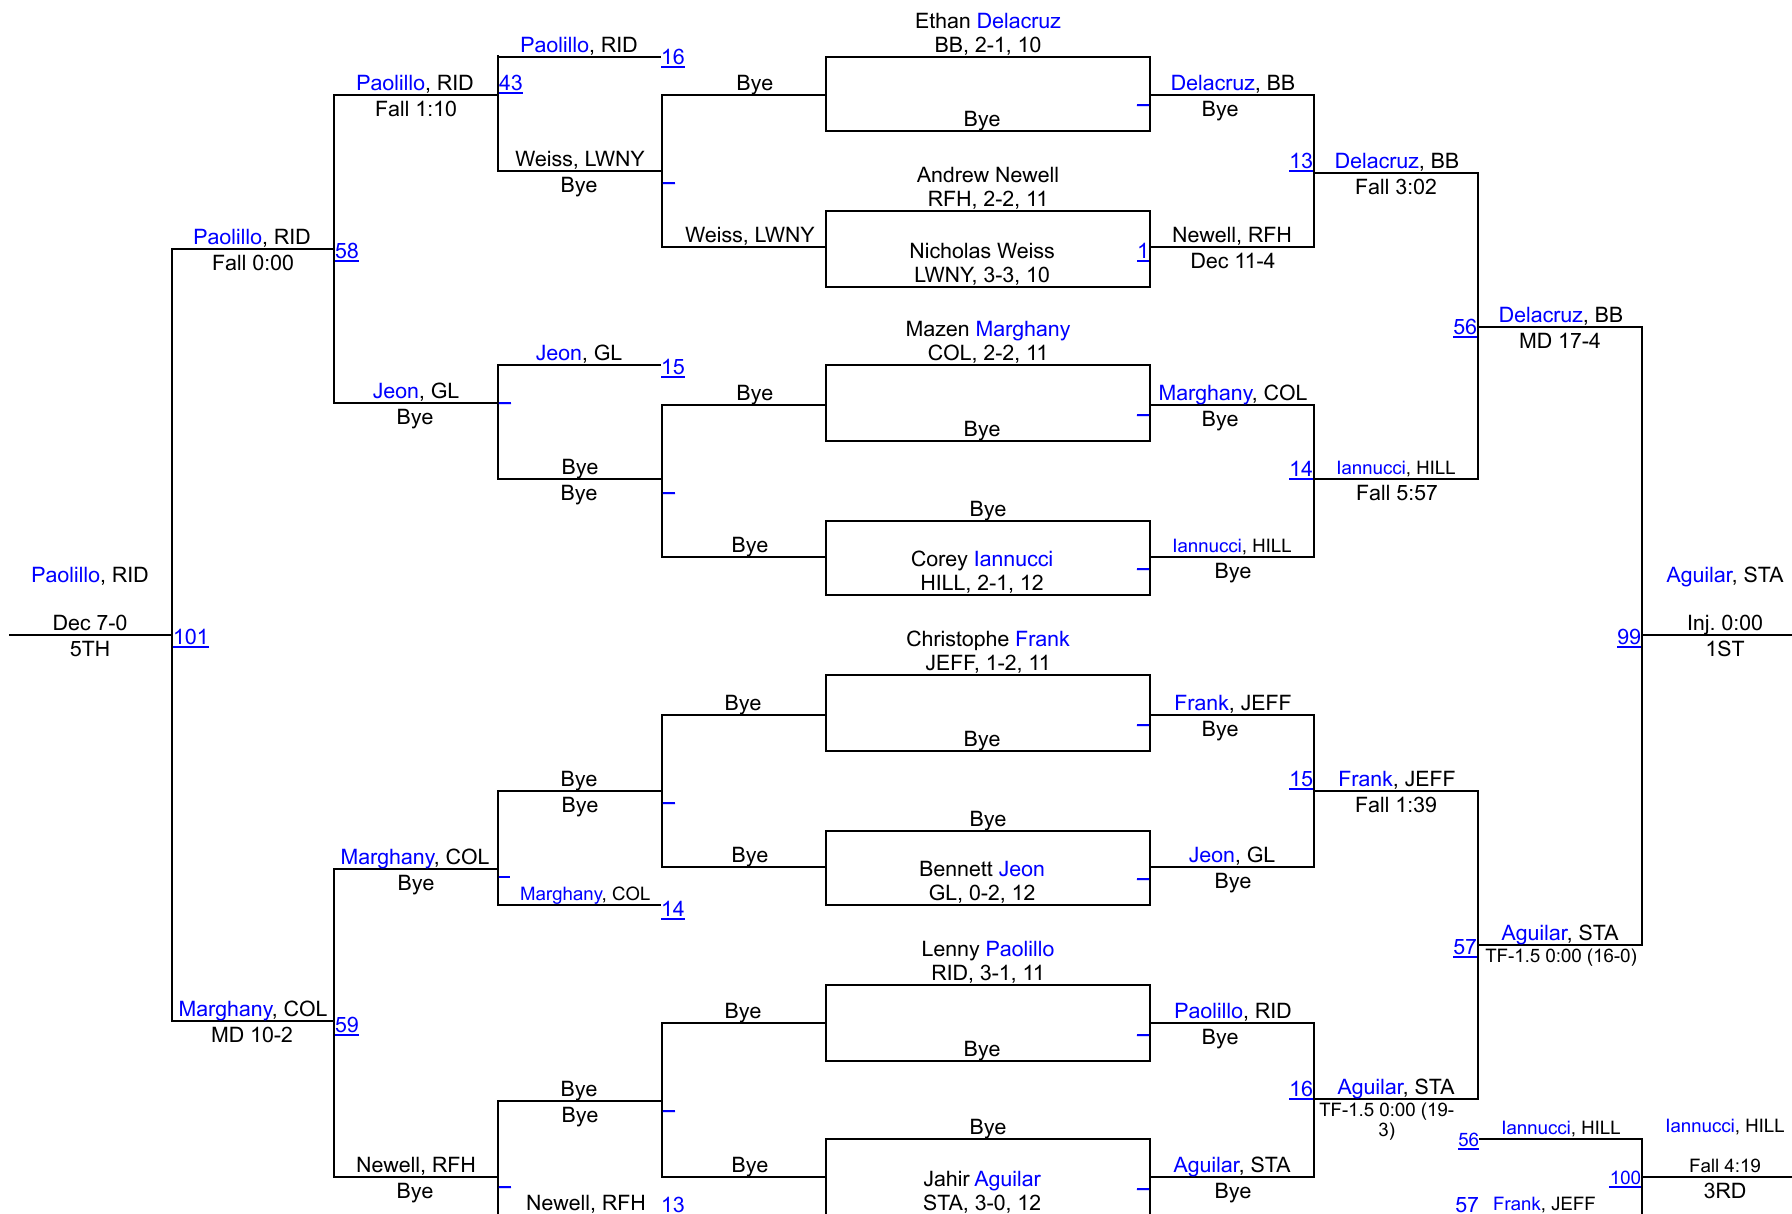 Ethan Delacruz
BB, 2-1, 10
Paolillo, RID
16
Paolillo, RID
43
Fall 1:10
Bye
Delacruz, BB
Bye
Bye
Weiss, LWNY
Bye
13
Delacruz, BB
Fall 3:02
Andrew Newell
RFH, 2-2, 11
Paolillo, RID
Fall 0:00
58
Weiss, LWNY
Nicholas Weiss
LWNY, 3-3, 10
1
Newell, RFH
Dec 11-4
56
Delacruz, BB
MD 17-4
Mazen Marghany
COL, 2-2, 11
Jeon, GL
15
Jeon, GL
Bye
Bye
Marghany, COL
Bye
Bye
Bye
Bye
14
Iannucci, HILL
Fall 5:57
Bye
Bye
Corey Iannucci
HILL, 2-1, 12
Iannucci, HILL
Bye
Paolillo, RID
Dec 7-0
5TH
101
Aguilar, STA
99
Inj. 0:00
1ST
Christophe Frank
JEFF, 1-2, 11
Bye
Frank, JEFF
Bye
Bye
Bye
Bye
15
Frank, JEFF
Fall 1:39
Bye
Bye
Bennett Jeon
GL, 0-2, 12
Jeon, GL
Bye
Marghany, COL
Bye
Marghany, COL
14
57
Aguilar, STA
TF-1.5 0:00 (16-0)
Lenny Paolillo
RID, 3-1, 11
Marghany, COL
MD 10-2
59
Bye
Paolillo, RID
Bye
Bye
Bye
Bye
16
Aguilar, STA
TF-1.5 0:00 (19-
3)
Bye
Bye
Jahir Aguilar
STA, 3-0, 12
Aguilar, STA
Bye
Newell, RFH
Bye
Newell, RFH
13
56
Iannucci, HILL
Iannucci, HILL
100
Fall 4:19
3RD
57
Frank, JEFF